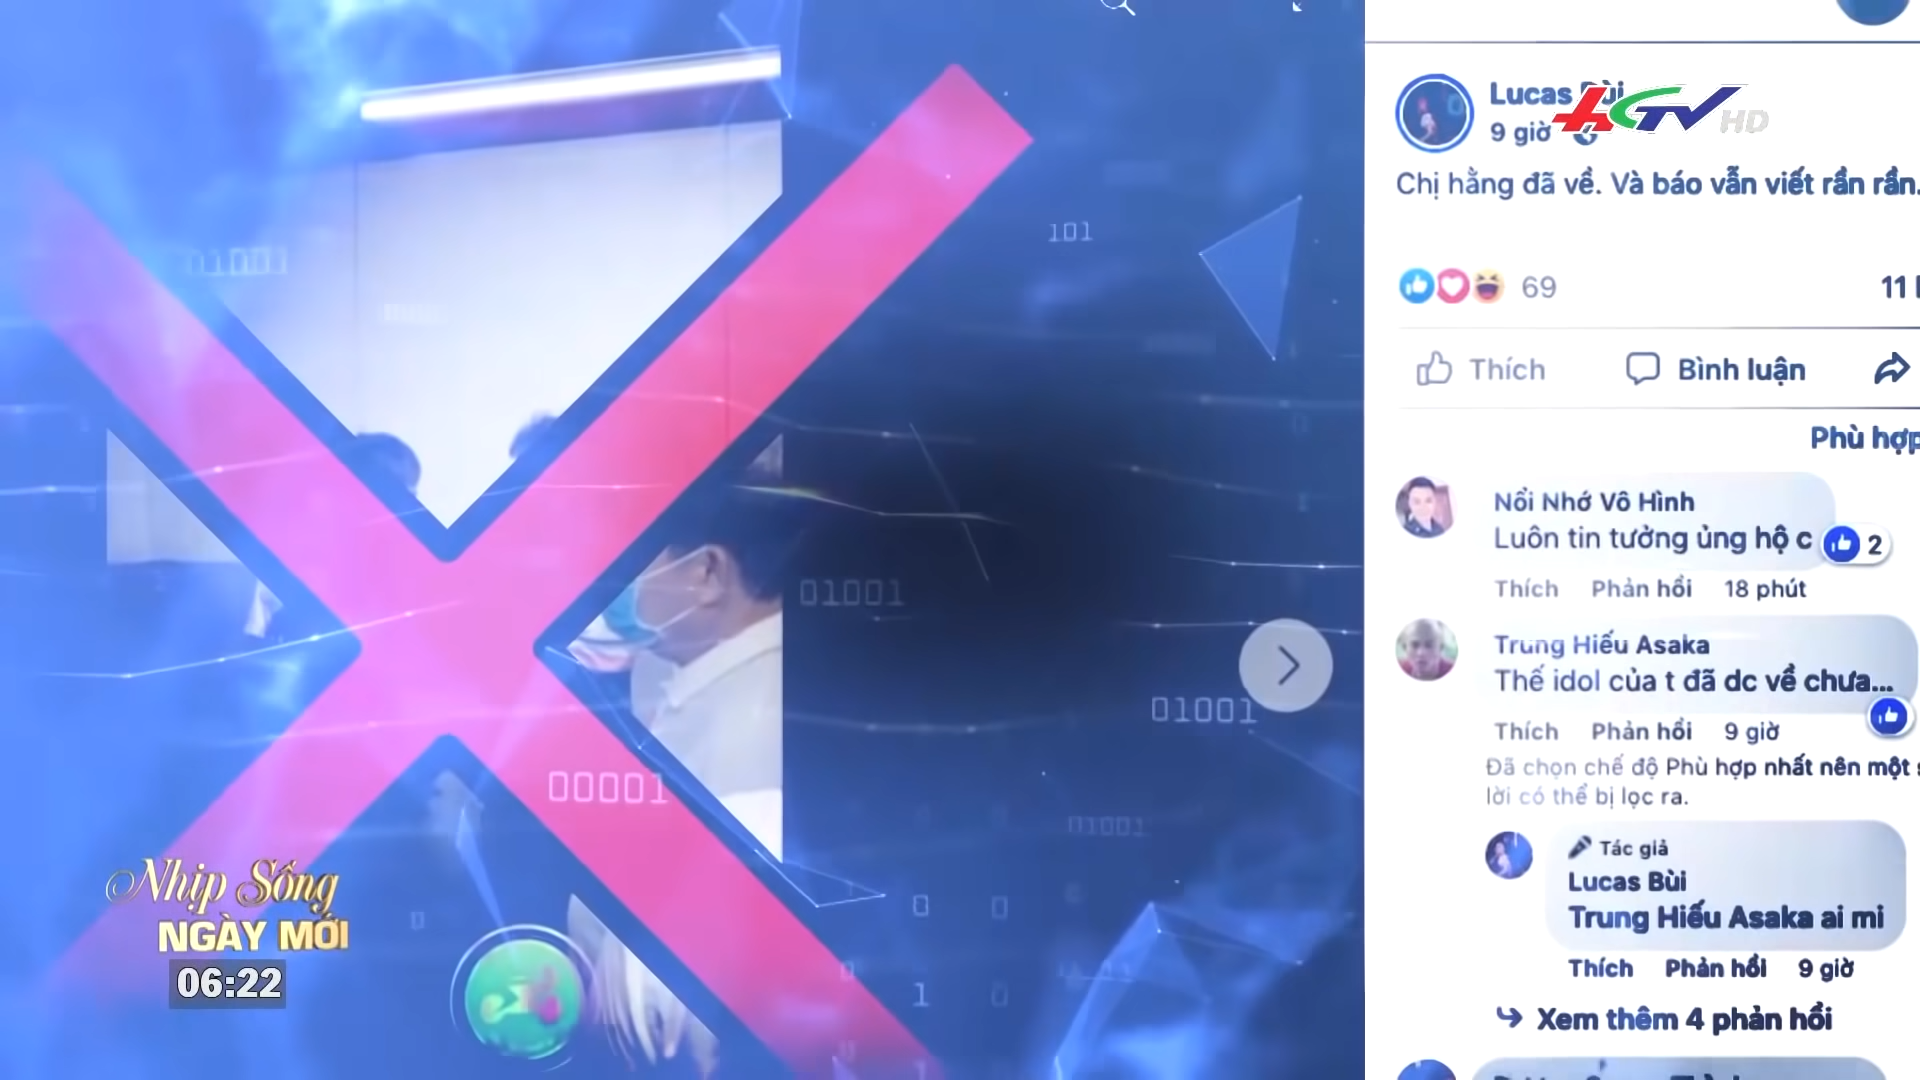 Lucas Bùi
9 giờ
HGTV HD
Chị hằng đã về. Và báo vẫn viết rần rần.
69
11
Thích
Bình luận
Phù hợp
Nổi Nhớ Vô Hình
Luôn tin tưởng ủng hộ c
2
Thích Phản hồi 18 phút
Trung Hiếu Asaka
Thế idol của t đã dc về chưa...
Thích Phản hồi 9 giờ
Đã chọn chế độ Phù hợp nhất nên một
lời có thể bị lọc ra.
Tác giả
Lucas Bùi
Trung Hiếu Asaka ai mi
Thích Phản hồi 9 giờ
Xem thêm 4 phản hồi
01001
101
01001
01001
00001
01001
Nhịp Sống
NGÀY MỚI
06:22